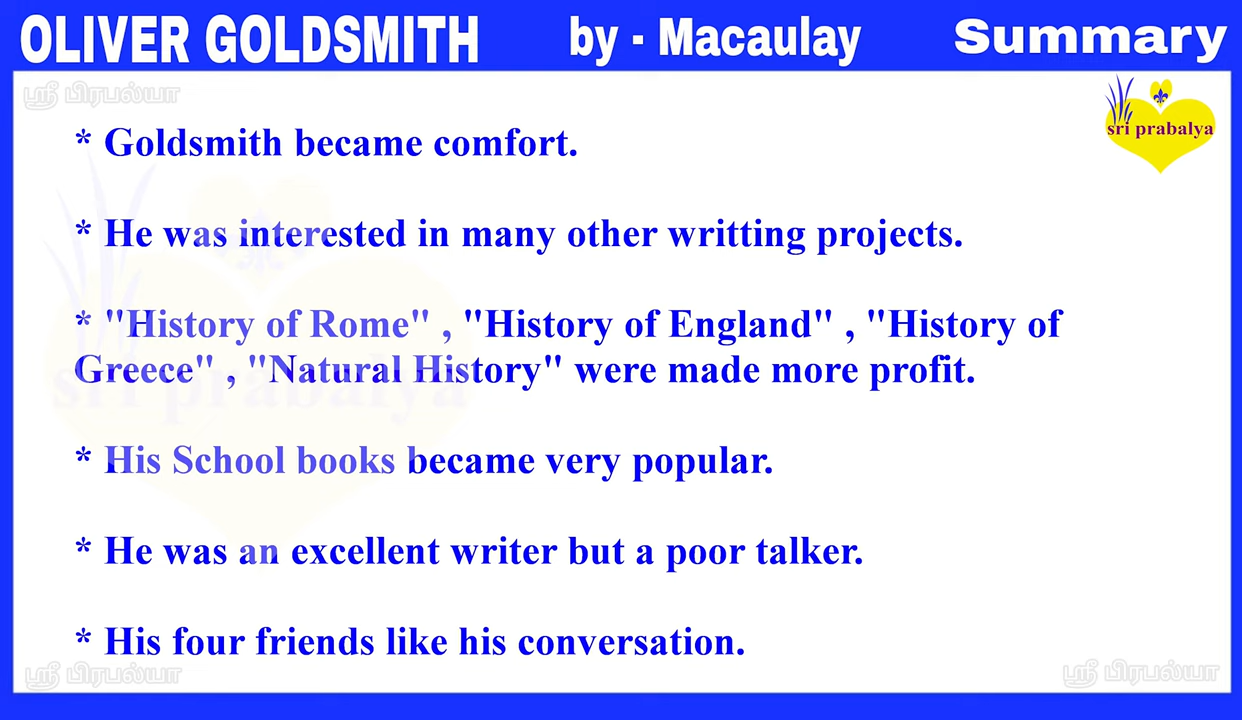 OLIVER GOLDSMITH by - Macaulay Summary
ஸ்ரீ பிரபல்யா
sri prabalya
* Goldsmith became comfort.
* He was interested in many other writting projects.
* "History of Rome" , "History of England" , "History of
Greece" , "Natural History" were made more profit.
sri prabalya
* His School books became very popular.
* He was an excellent writer but a poor talker.
* His four friends like his conversation.
ஸ்ரீ பிரபல்யா ஸ்ரீ பிரபல்யா